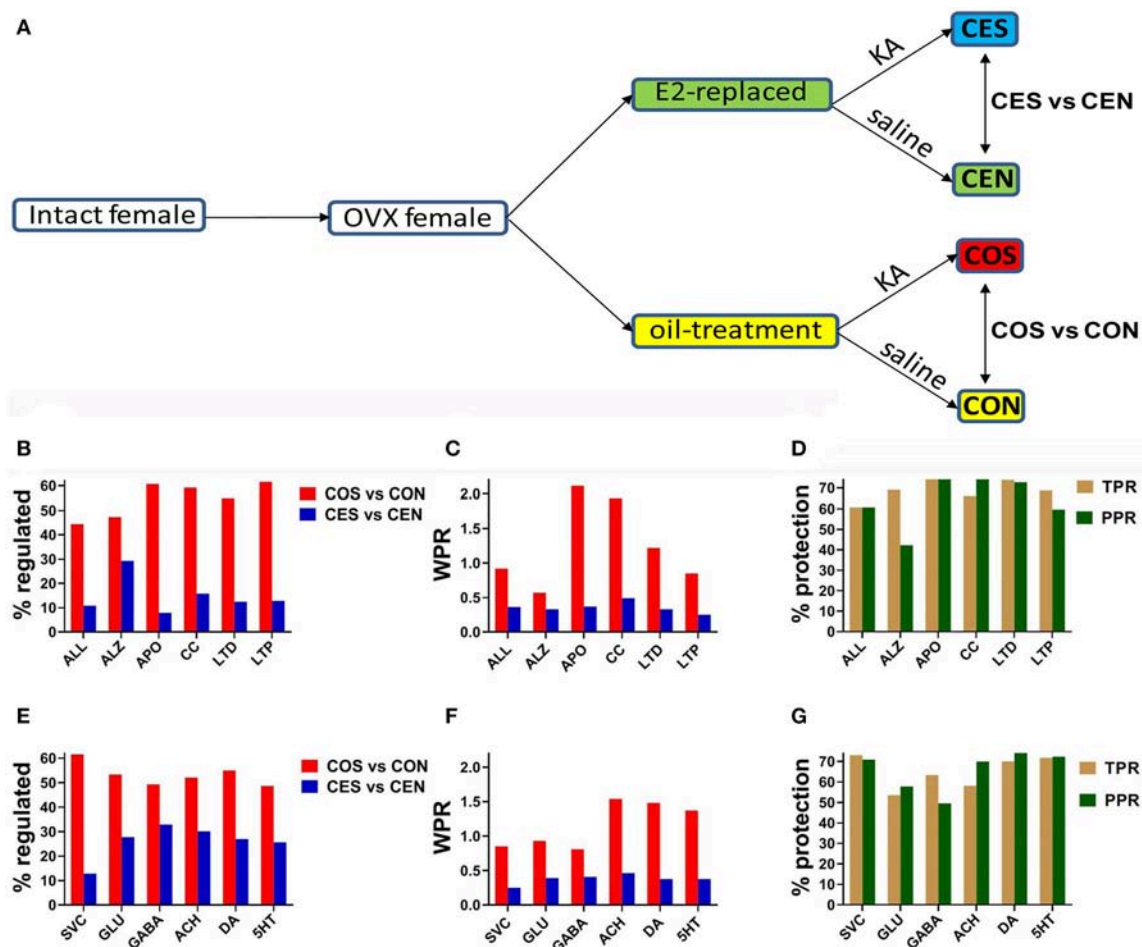 A
Intact female
OVX female
E2-replaced
oil-treatment
KA
saline
KA
saline
CES
CES vs CEN
CEN
COS
COS vs CON
CON
B
% regulated
60
50
40
30
20
10
0
ALL ALZ APO CC LTD LTP
COS vs CON
CES vs CEN
C
WPR
2.0
1.5
1.0
0.5
0.0
ALL ALZ APO CC LTD LTP
D
% protection
70
60
50
40
30
20
10
0
ALL ALZ APO CC LTD LTP
TPR
PPR
E
% regulated
60
50
40
30
20
10
0
SVC GLU GABA ACH DA 5HT
COS vs CON
CES vs CEN
F
WPR
2.0
1.5
1.0
0.5
0.0
SVC GLU GABA ACH DA 5HT
G
% protection
70
60
50
40
30
20
10
0
SVC GLU GABA ACH DA 5HT
TPR
PPR